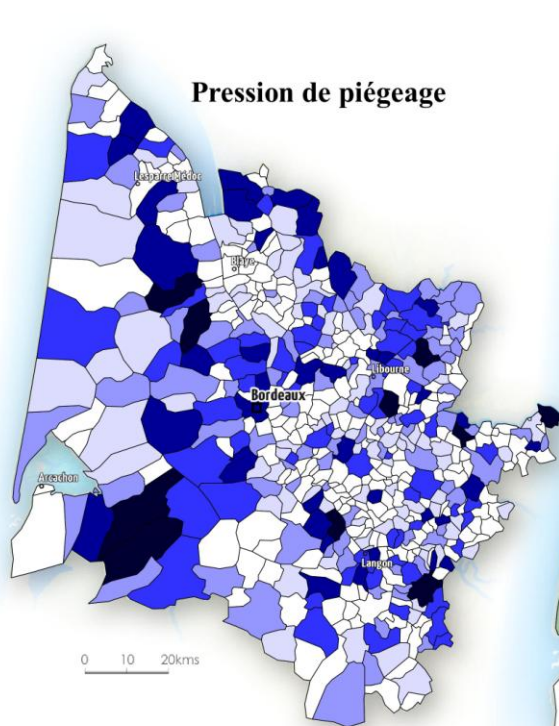 Pression de piégeage
Lesparre-Médoc
Blaye
Libourne
Bordeaux
Arcachon
Langon
0 10 20kms